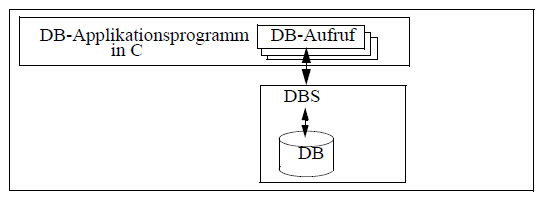 DB-Applikationsprogramm
in C
DB-Aufruf
DBS
DB